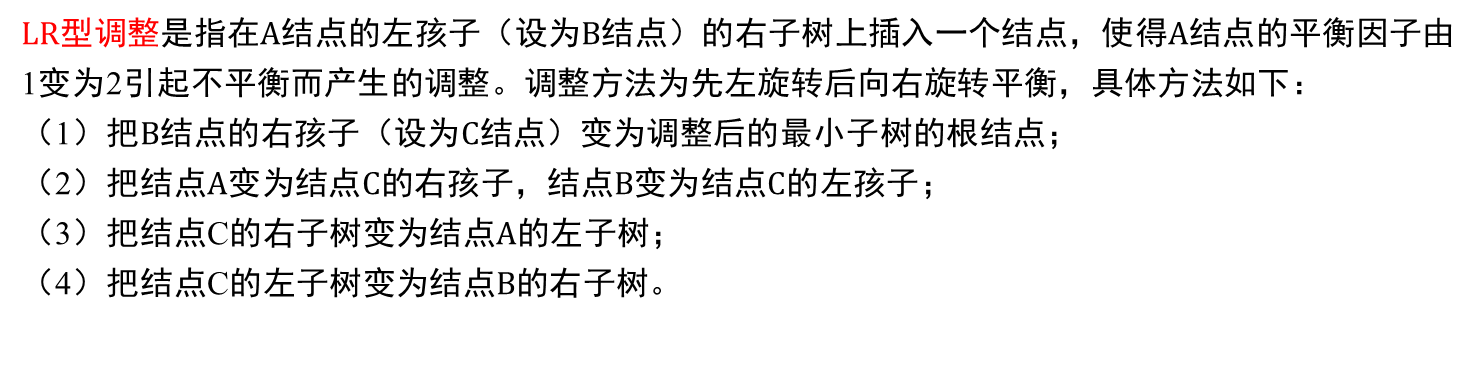 LR型调整是指在A结点的左孩子（设为B结点）的右子树上插入一个结点，使得A结点的平衡因子由
1变为2引起不平衡而产生的调整。调整方法为先左旋转后向右旋转平衡，具体方法如下：
（1）把B结点的右孩子（设为C结点）变为调整后的最小子树的根结点；
（2）把结点A变为结点C的右孩子，结点B变为结点C的左孩子；
（3）把结点C的右子树变为结点A的左子树；
（4）把结点C的左子树变为结点B的右子树。